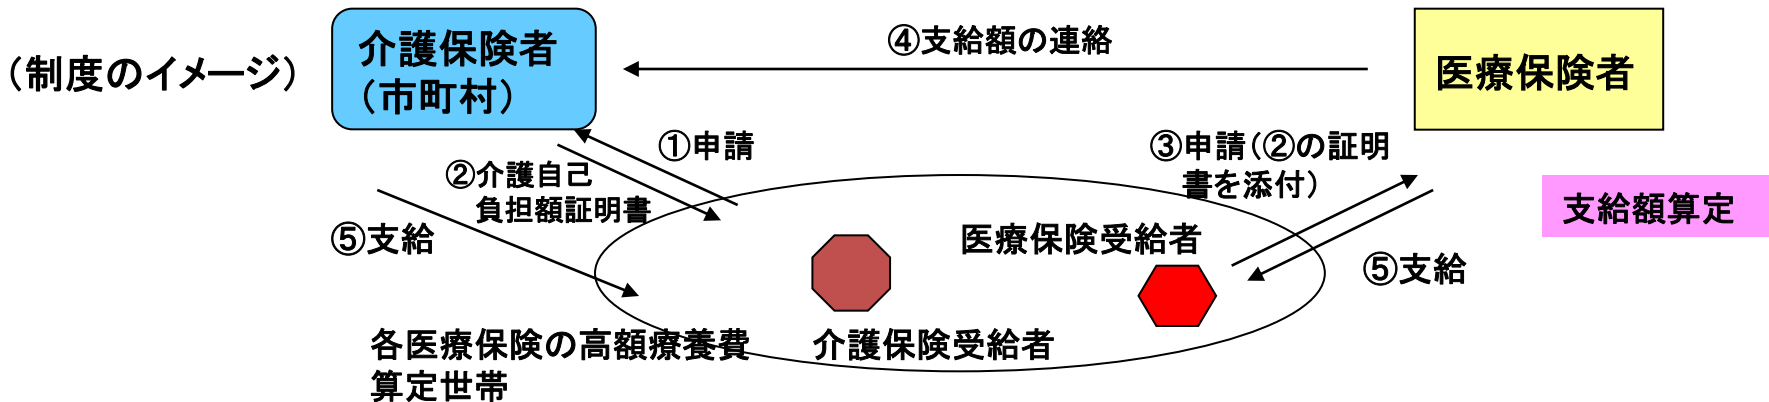 （制度のイメージ）
介護保険者
（市町村）
④支給額の連絡
医療保険者
①申請
②介護自己
負担額証明書
③申請（②の証明
書を添付）
支給額算定
⑤支給
医療保険受給者
⑤支給
各医療保険の高額療養費
算定世帯
介護保険受給者